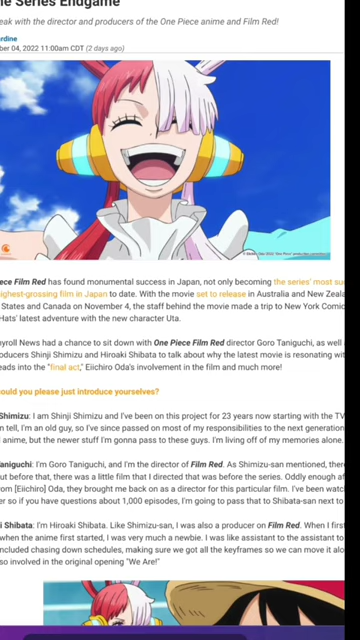 ne Series Endgame
eak with the director and producers of the One Piece anime and Film Red!
ardine
ber 04, 2022 11:00am CDT (2 days ago)
ece Film Red has found monumental success in Japan, not only becoming the series' most su
ighest-grossing film in Japan to date. With the movie set to release in Australia and New Zeala
States and Canada on November 4, the staff behind the movie made a trip to New York Comic
Hats' latest adventure with the new character Uta.
nyroll News had a chance to sit down with One Piece Film Red director Goro Taniguchi, as well
oducers Shinji Shimizu and Hiroaki Shibata to talk about why the latest movie is resonating wit
eads into the "final act," Eiichiro Oda's involvement in the film and much more!
ould you please just introduce yourselves?
Shimizu: I am Shinji Shimizu and I've been on this project for 23 years now starting with the TV
n tell, I'm an old guy, so I've since passed on most of my responsibilities to the next generation
l anime, but the newer stuff I'm gonna pass to these guys. I'm living off of my memories alone.
Taniguchi: I'm Goro Taniguchi, and I'm the director of Film Red. As Shimizu-san mentioned, there
ut before that, there was a little film that I directed that was before the series. Oddly enough af
om [Eiichiro] Oda, they brought me back on as a director for this particular film. I've been watc
er so if you have questions about 1,000 episodes, I'm going to pass that to Shibata-san next to
i Shibata: I'm Hiroaki Shibata. Like Shimizu-san, I was also a producer on Film Red. When I first
when the anime first started, I was very much a newbie. I was like assistant to the assistant to
ncluded chasing down schedules, making sure we got all the keyframes so we can move it alo
so involved in the original opening "We Are!"